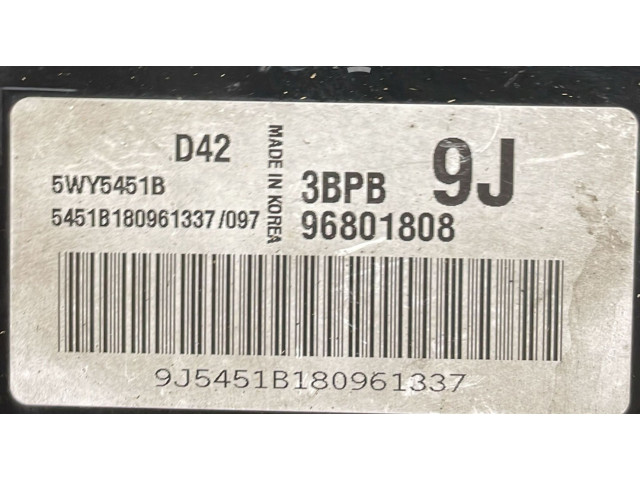 D42
5WY5451B
5451B180961337/097
MADE IN KOREA
3BPB 9J
96801808
9J5451B180961337